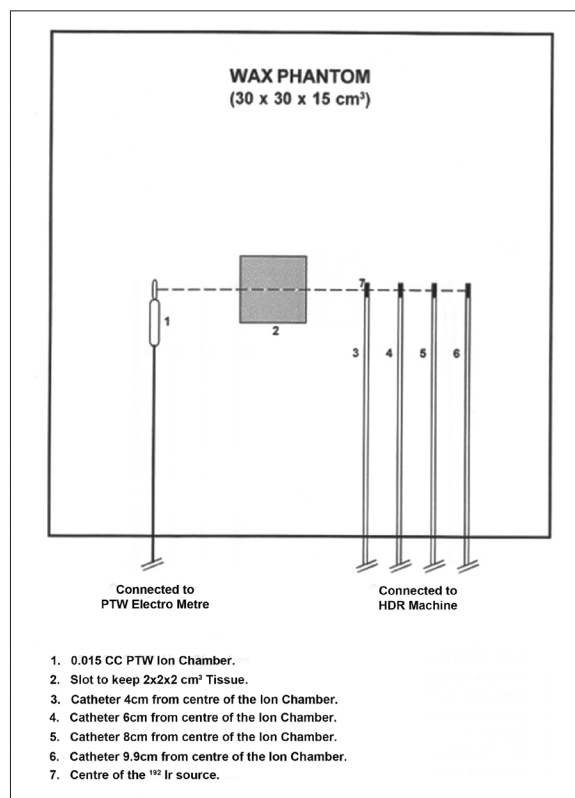 WAX PHANTOM
(30 x 30 x 15 cm³)
7
1
2
3
4
5
6
Connected to
PTW Electro Metre
Connected to
HDR Machine
1. 0.015 CC PTW Ion Chamber.
2. Slot to keep 2x2x2 cm³ Tissue.
3. Catheter 4cm from centre of the Ion Chamber.
4. Catheter 6cm from centre of the Ion Chamber.
5. Catheter 8cm from centre of the Ion Chamber.
6. Catheter 9.9cm from centre of the Ion Chamber.
7. Centre of the ¹⁹² Ir source.